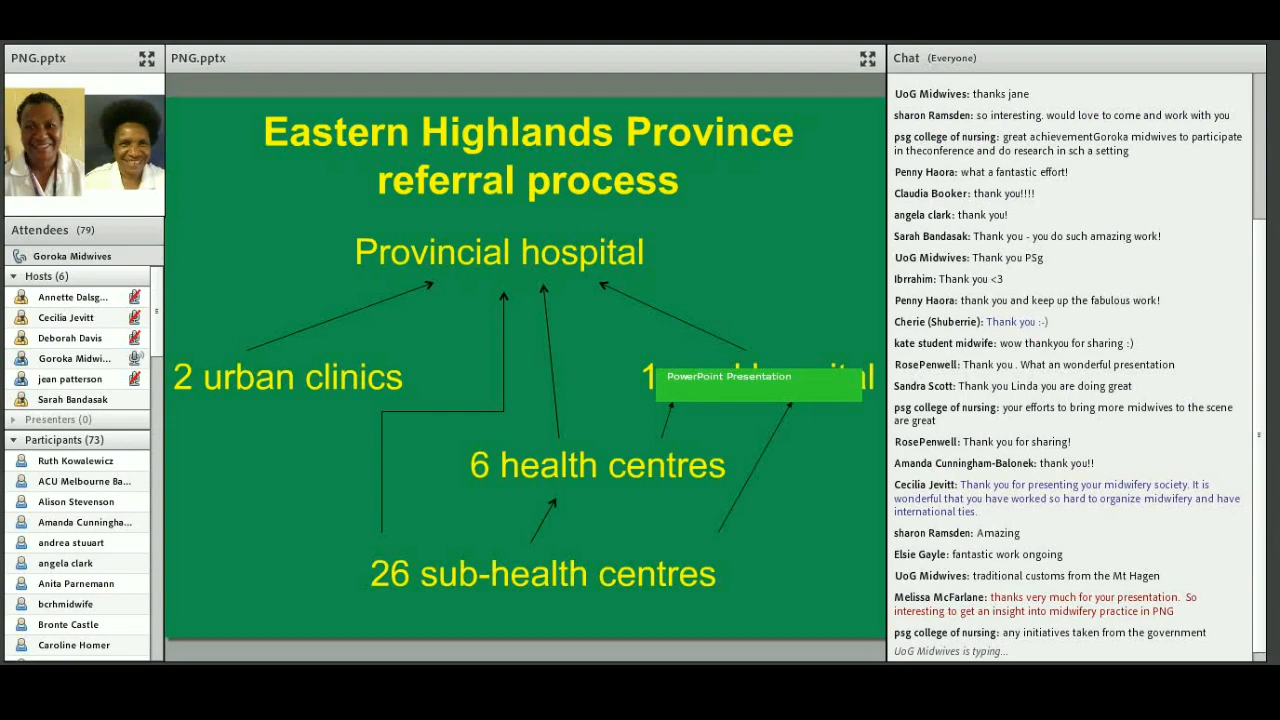 PNG.pptx
Attendees (79)
Goroka Midwives
Hosts (6)
Annette Dalsg...
Cecilia Jevitt
Deborah Davis
Goroka Midwi...
jean patterson
Sarah Bandasak
Presenters (0)
Participants (73)
Ruth Kowalewicz
ACU Melbourne Ba...
Alison Stevenson
Amanda Cunningha...
andrea stuuart
angela clark
Anita Parnemann
bcrhmidwife
Bronte Castle
Caroline Homer
PNG.pptx
Eastern Highlands Province
referral process
Provincial hospital
2 urban clinics
1
al
PowerPoint Presentation
6 health centres
26 sub-health centres
Chat (Everyone)
UoG Midwives: thanks jane
sharon Ramsden: so interesting. would love to come and work with you
psg college of nursing: great achievementGoroka midwives to participate
in theconference and do research in sch a setting
Penny Haora: what a fantastic effort!
Claudia Booker: thank you!!!!
angela clark: thank you!
Sarah Bandasak: Thank you - you do such amazing work!
UoG Midwives: Thank you PSg
Ibrrahim: Thank you <3
Penny Haora: thank you and keep up the fabulous work!
Cherie (Shuberrie): Thank you :-)
kate student midwife: wow thankyou for sharing :)
RosePenwell: Thank you . What an wonderful presentation
Sandra Scott: Thank you Linda you are doing great
psg college of nursing: your efforts to bring more midwives to the scene
are great
RosePenwell: Thank you for sharing!
Amanda Cunningham-Balonek: thank you!!
Cecilia Jevitt: Thank you for presenting your midwifery society. It is
wonderful that you have worked so hard to organize midwifery and have
international ties.
sharon Ramsden: Amazing
Elsie Gayle: fantastic work ongoing
UoG Midwives: traditional customs from the Mt Hagen
Melissa McFarlane: thanks very much for your presentation. So
interesting to get an insight into midwifery practice in PNG
psg college of nursing: any initiatives taken from the government
UoG Midwives is typing...